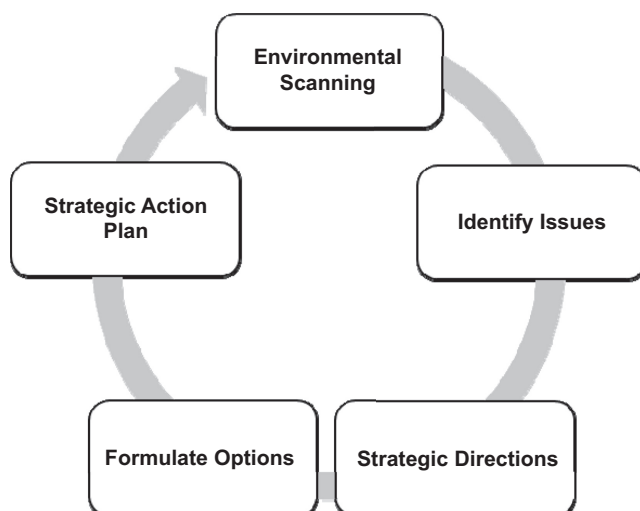 Environmental
Scanning
Identify Issues
Strategic Directions
Formulate Options
Strategic Action
Plan